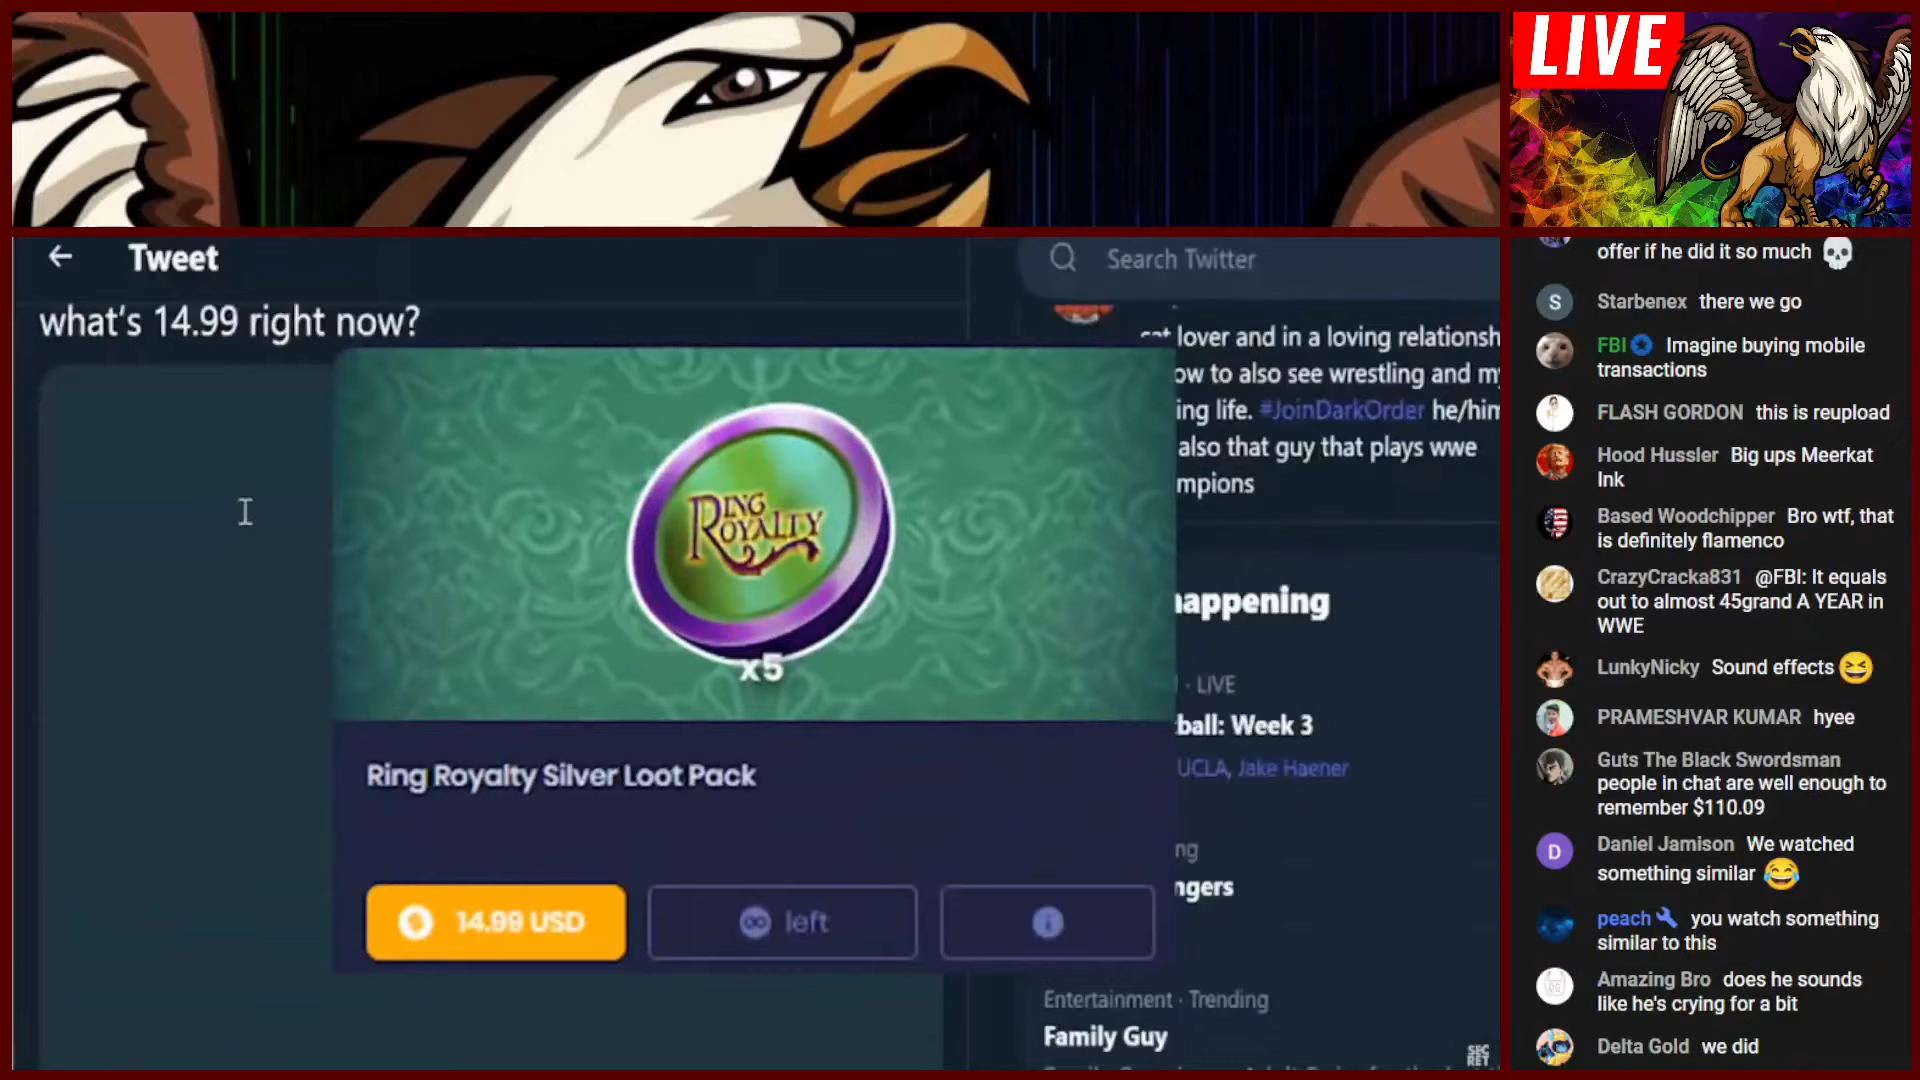 LIVE
Tweet
Search Twitter
what's 14.99 right now?
lover and in a loving relationsh
ow to also see wrestling and my
ing life. #JoinDarkOrder he/him
also that guy that plays wwe
mpions
RING
ROYALTY
x5
Ring Royalty Silver Loot Pack
14.99 USD
left
happening
· LIVE
ball: Week 3
UCLA, Jake Haener
ng
ngers
Entertainment · Trending
Family Guy
SEC
RET
offer if he did it so much
S
Starbenex there we go
FBI Imagine buying mobile
transactions
FLASH GORDON this is reupload
Hood Hussler Big ups Meerkat
Ink
Based Woodchipper Bro wtf, that
is definitely flamenco
CrazyCracka831 @FBI: It equals
out to almost 45grand A YEAR in
WWE
LunkyNicky Sound effects
PRAMESHVAR KUMAR hyee
Guts The Black Swordsman
people in chat are well enough to
remember $110.09
D
Daniel Jamison We watched
something similar
peach you watch something
similar to this
Amazing Bro does he sounds
like he's crying for a bit
Delta Gold we did